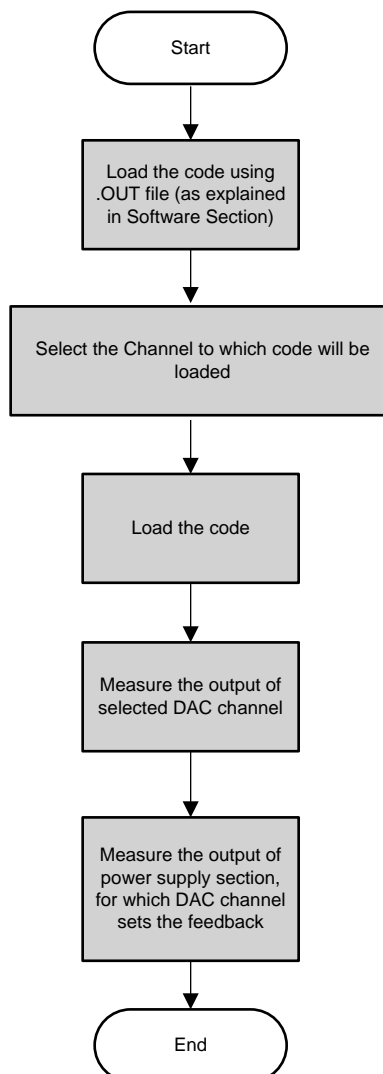 Start
Load the code using
.OUT file (as explained
in Software Section)
Select the Channel to which code will be
loaded
Load the code
Measure the output of
selected DAC channel
Measure the output of
power supply section,
for which DAC channel
sets the feedback
End